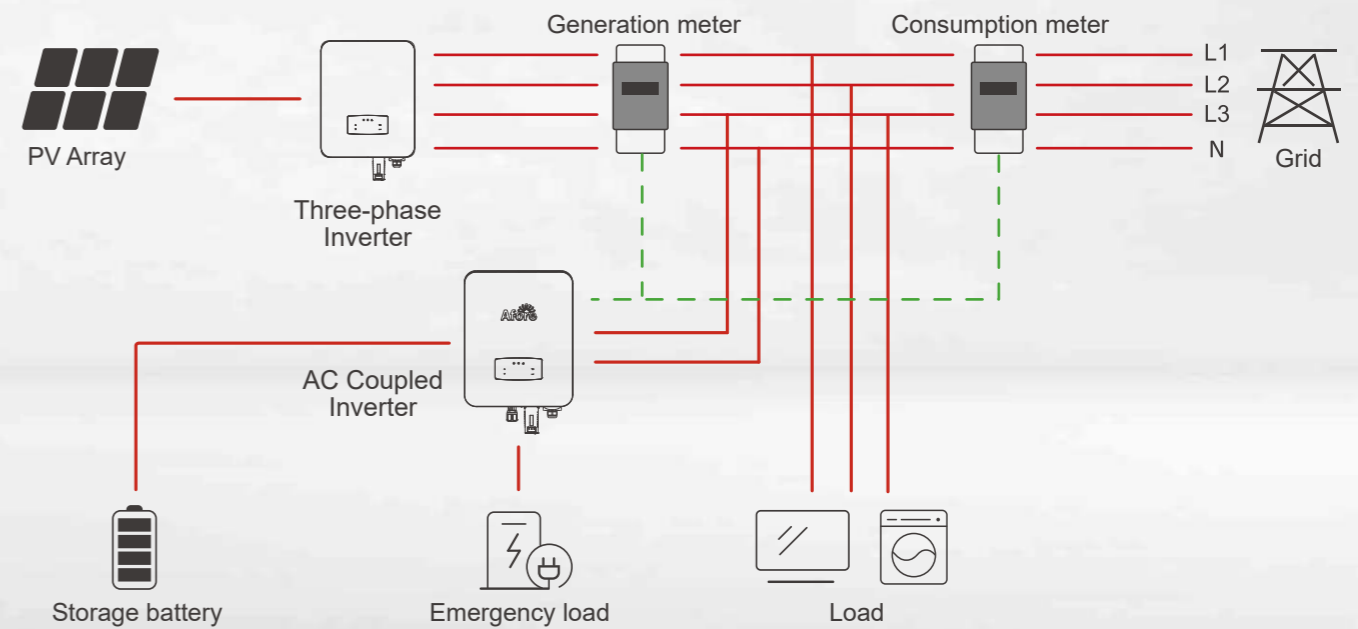 Generation meter
Consumption meter
L1
L2
L3
N
PV Array
Grid
Three-phase
Inverter
Afore
AC Coupled
Inverter
Storage battery
Emergency load
Load